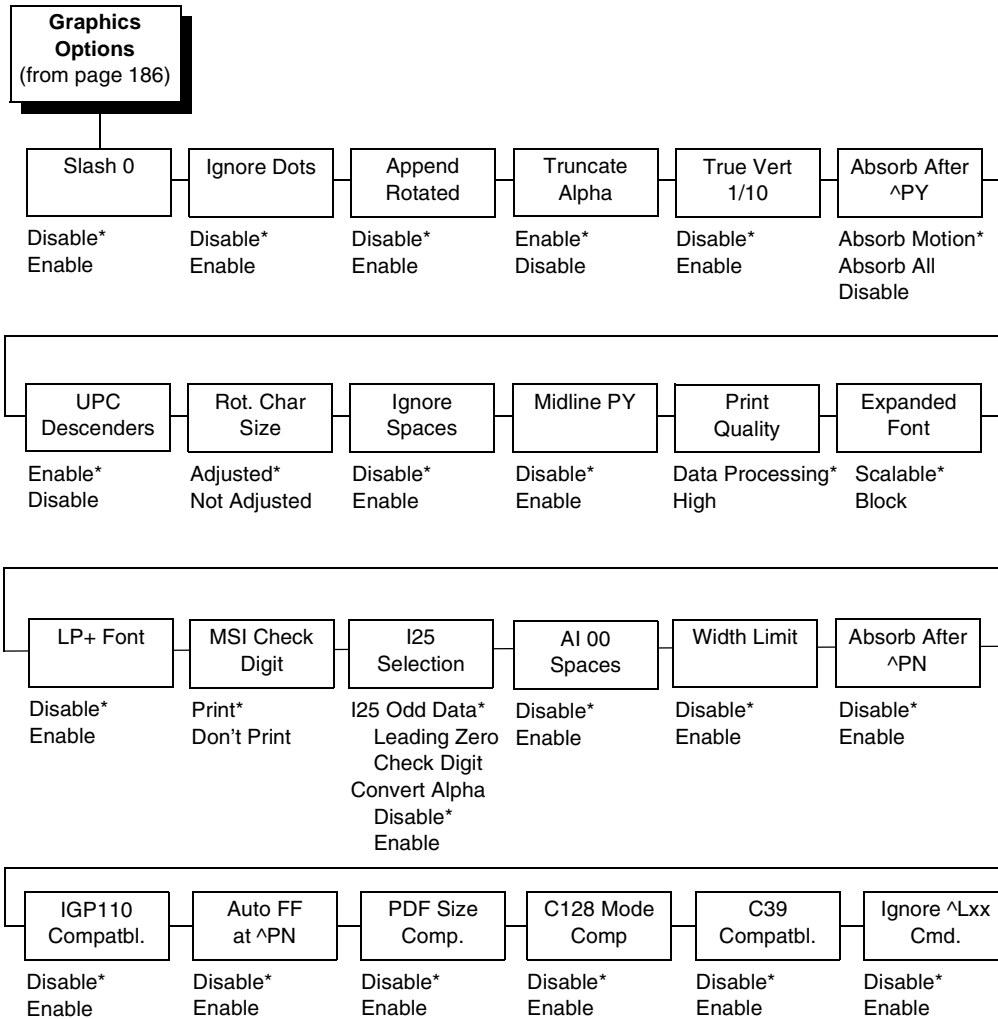 Graphics
Options
(from page 186)
Slash 0
Disable*
Enable
Ignore Dots
Disable*
Enable
Append
Rotated
Disable*
Enable
Truncate
Alpha
Enable*
Disable
True Vert
1/10
Disable*
Enable
Absorb After
^PY
Absorb Motion*
Absorb All
Disable
UPC
Descenders
Enable*
Disable
Rot. Char
Size
Adjusted*
Not Adjusted
Ignore
Spaces
Disable*
Enable
Midline PY
Disable*
Enable
Print
Quality
Data Processing*
High
Expanded
Font
Scalable*
Block
LP+ Font
Disable*
Enable
MSI Check
Digit
Print*
Don't Print
I25
Selection
I25 Odd Data*
Leading Zero
Check Digit
Convert Alpha
Disable*
Enable
AI 00
Spaces
Disable*
Enable
Width Limit
Disable*
Enable
Absorb After
^PN
Disable*
Enable
IGP110
Compatbl.
Disable*
Enable
Auto FF
at ^PN
Disable*
Enable
PDF Size
Comp.
Disable*
Enable
C128 Mode
Comp
Disable*
Enable
C39
Compatbl.
Disable*
Enable
Ignore ^Lxx
Cmd.
Disable*
Enable